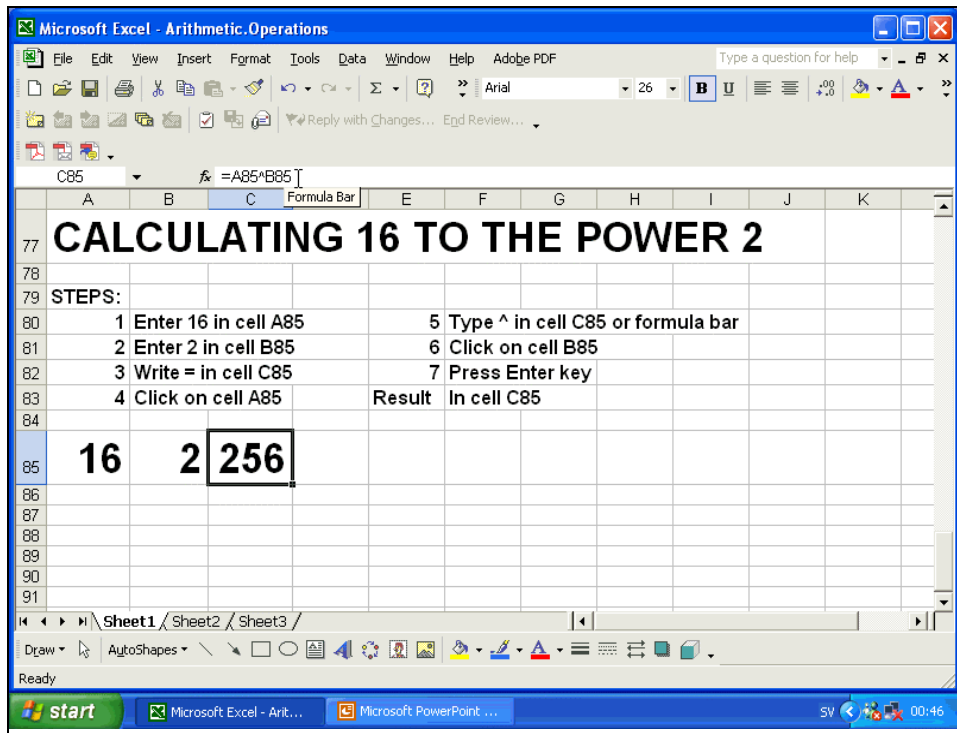 Microsoft Excel - Arithmetic.Operations
File Edit View Insert Format Tools Data Window Help Adobe PDF Type a question for help
Arial 26 B U
Reply with Changes... End Review...
C85 fx =A85^B85
Formula Bar
A B C E F G H I J K
77 CALCULATING 16 TO THE POWER 2
78
79 STEPS:
80 1 Enter 16 in cell A85 5 Type ^ in cell C85 or formula bar
81 2 Enter 2 in cell B85 6 Click on cell B85
82 3 Write = in cell C85 7 Press Enter key
83 4 Click on cell A85 Result In cell C85
84
85 16 2 256
86
87
88
89
90
91
Sheet1 / Sheet2 / Sheet3 /
Draw AutoShapes
Ready
start Microsoft Excel - Arit... Microsoft PowerPoint ... SV 00:46